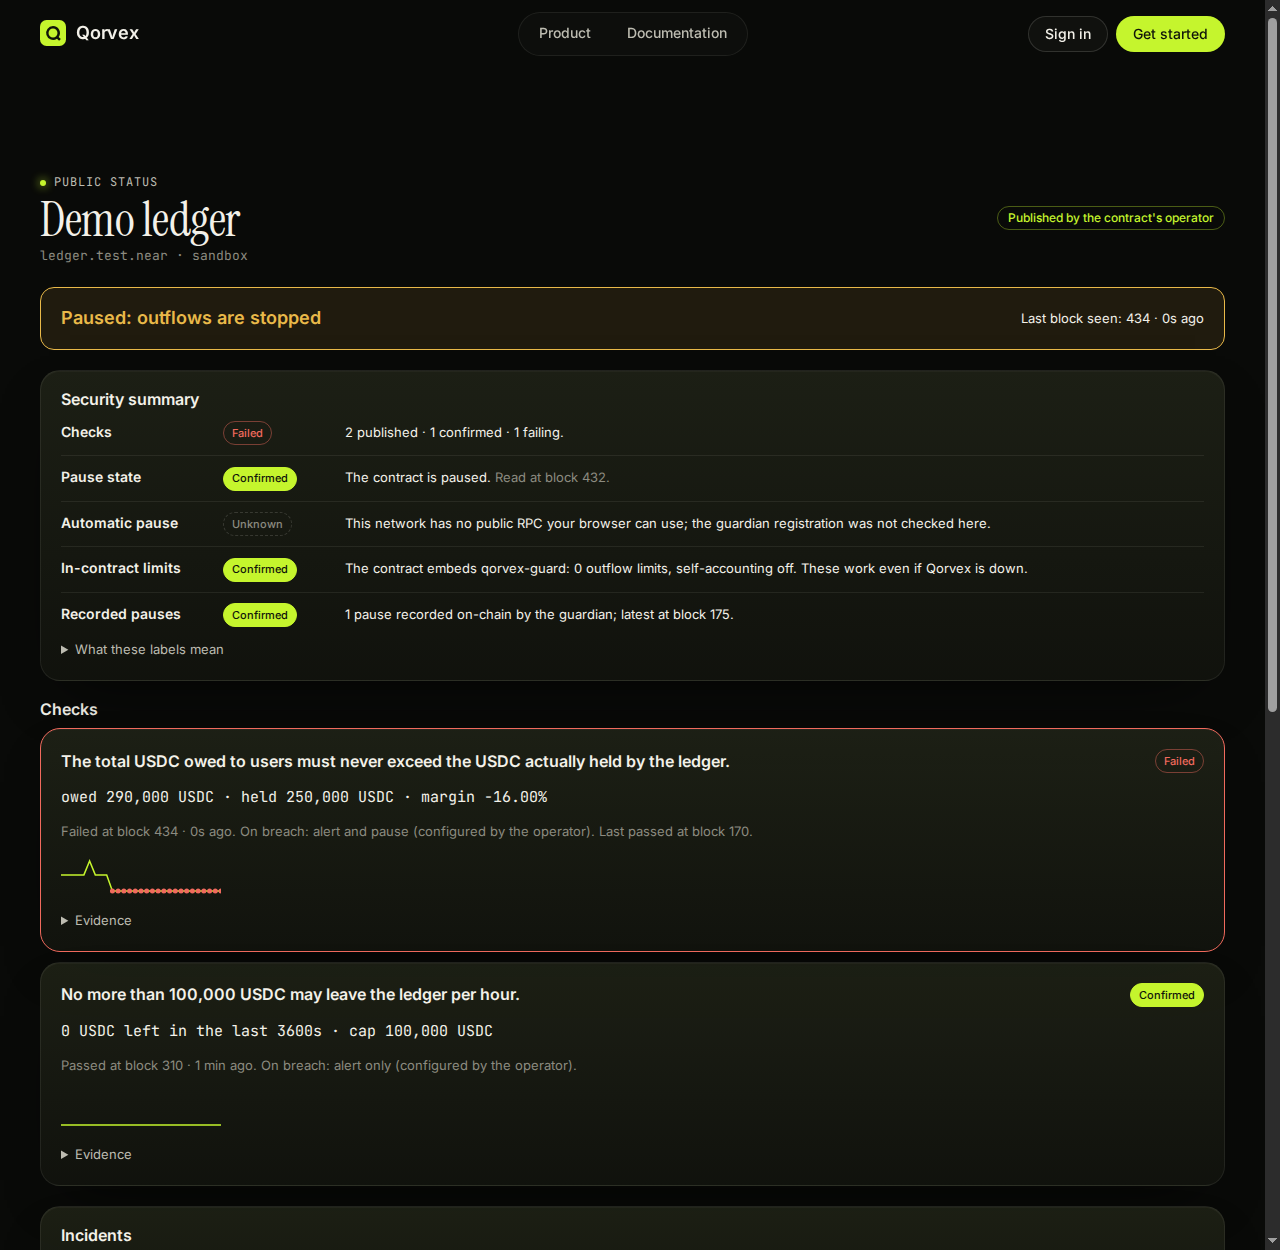 Qorvex
Product
Documentation
Sign in
Get started
PUBLIC STATUS
Demo ledger
Published by the contract's operator
ledger.test.near · sandbox
Paused: outflows are stopped
Last block seen: 434 · 0s ago
Security summary
Checks
Failed
2 published · 1 confirmed · 1 failing.
Pause state
Confirmed
The contract is paused. Read at block 432.
Automatic pause
Unknown
This network has no public RPC your browser can use; the guardian registration was not checked here.
In-contract limits
Confirmed
The contract embeds qorvex-guard: 0 outflow limits, self-accounting off. These work even if Qorvex is down.
Recorded pauses
Confirmed
1 pause recorded on-chain by the guardian; latest at block 175.
What these labels mean
Checks
The total USDC owed to users must never exceed the USDC actually held by the ledger.
Failed
owed 290,000 USDC · held 250,000 USDC · margin -16.00%
Failed at block 434 · 0s ago. On breach: alert and pause (configured by the operator). Last passed at block 170.
Evidence
No more than 100,000 USDC may leave the ledger per hour.
Confirmed
0 USDC left in the last 3600s · cap 100,000 USDC
Passed at block 310 · 1 min ago. On breach: alert only (configured by the operator).
Evidence
Incidents